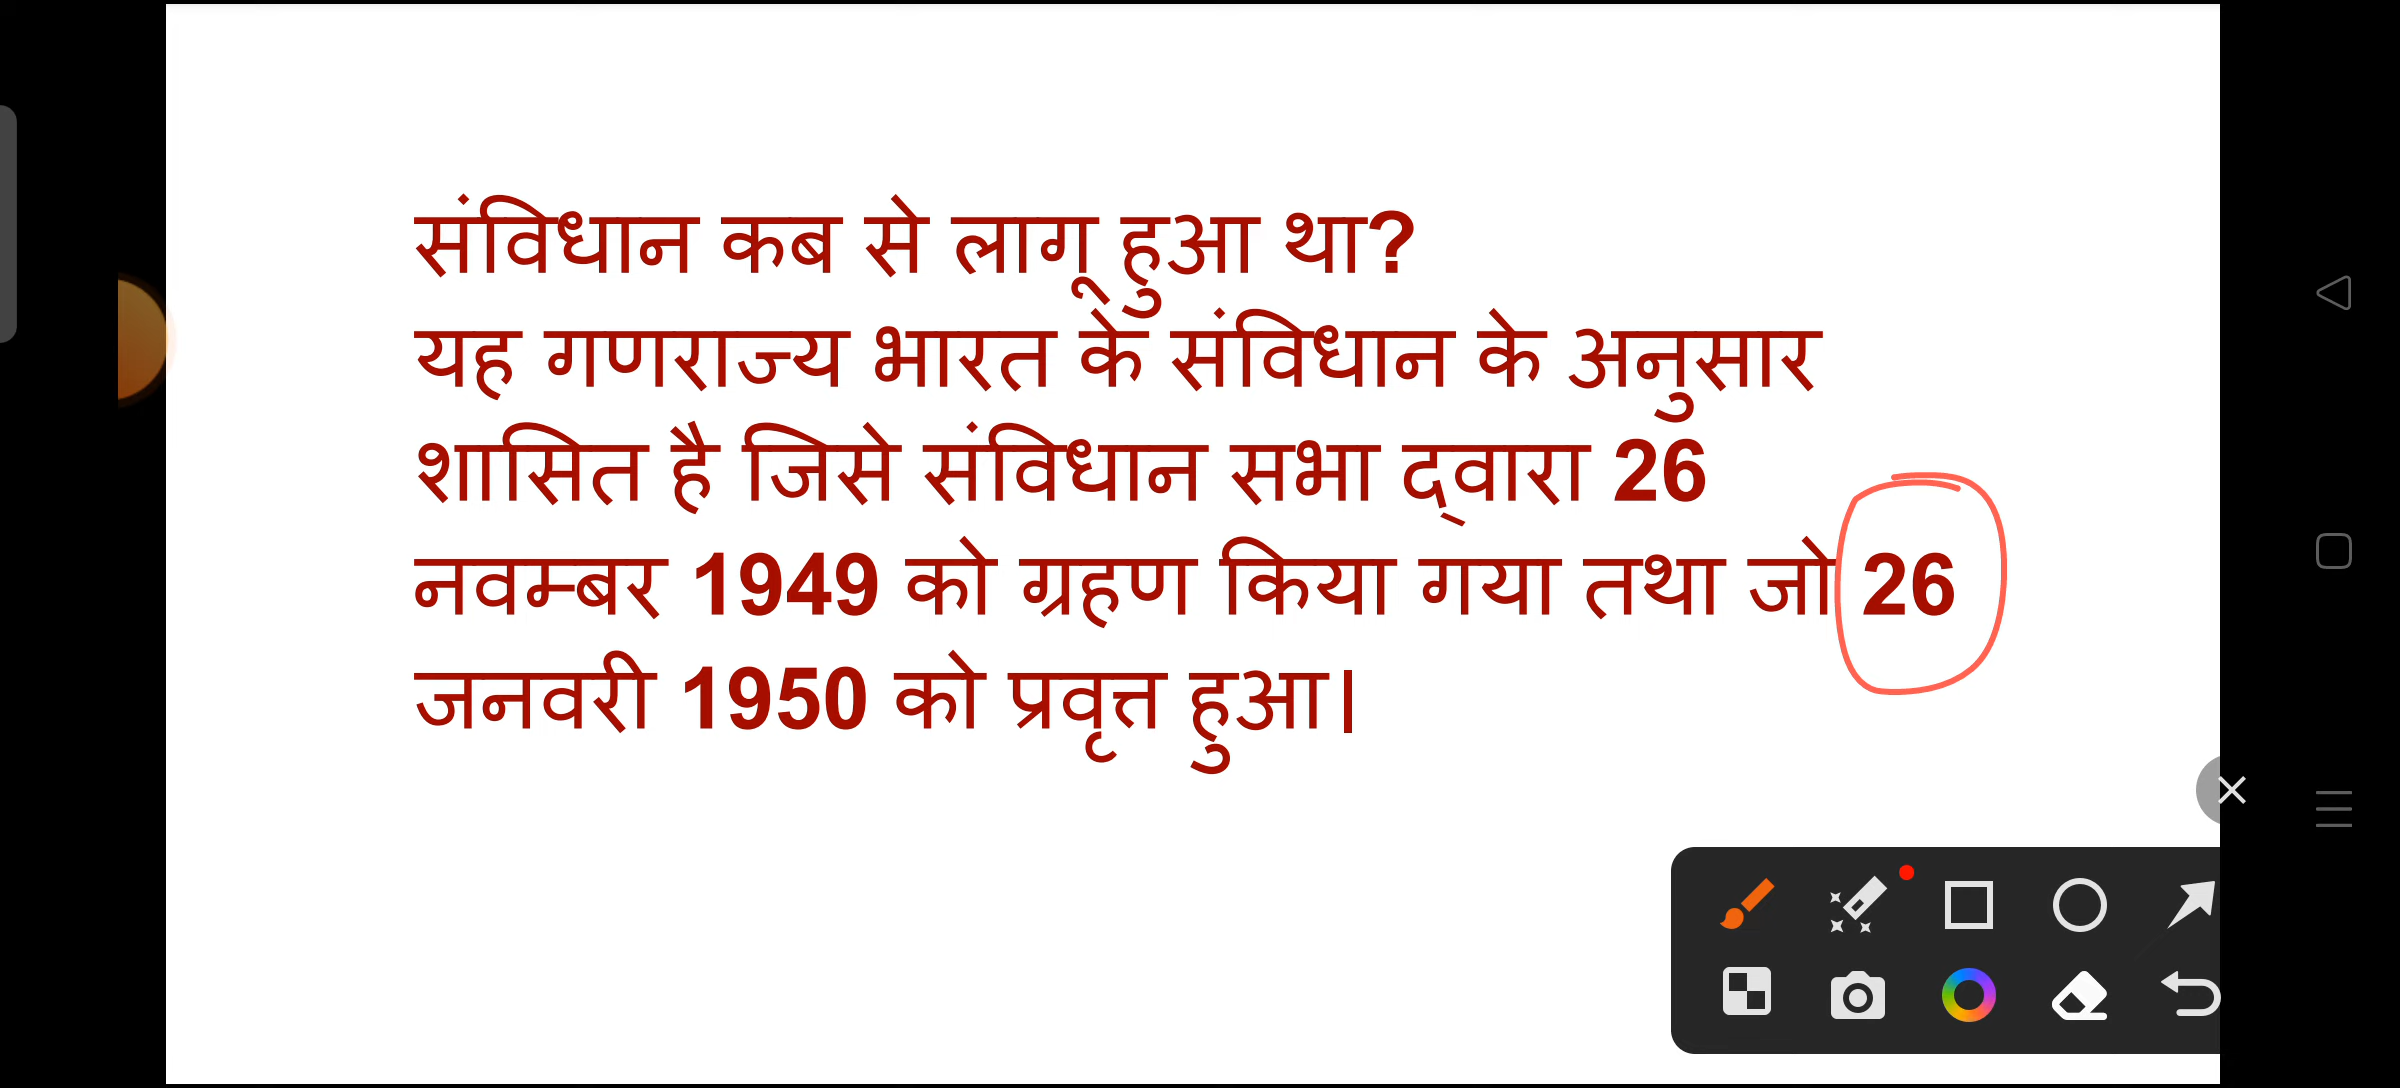 संविधान कब से लागू हुआ था?
यह गणराज्य भारत के संविधान के अनुसार
शासित है जिसे संविधान सभा द्वारा 26
नवम्बर 1949 को ग्रहण किया गया तथा जो 26
जनवरी 1950 को प्रवृत्त हुआ।